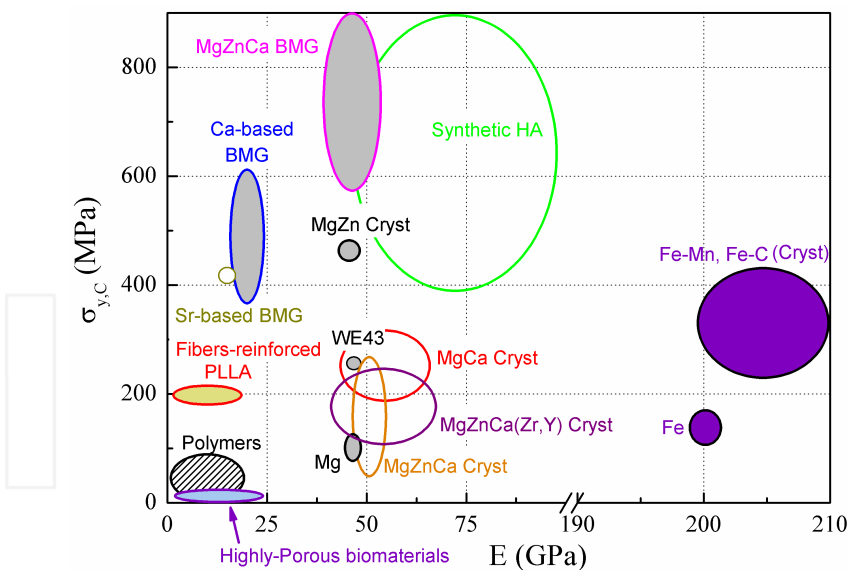 800
600
400
200
0
σy,C (MPa)
MgZnCa BMG
Synthetic HA
Ca-based
BMG
MgZn Cryst
Fe-Mn, Fe-C (Cryst)
Sr-based BMG
WE43
Fibers-reinforced
PLLA
MgCa Cryst
MgZnCa(Zr,Y) Cryst
Fe
Polymers
Mg
MgZnCa Cryst
0 25 50 75 190 200 210
Highly-Porous biomaterials
E (GPa)